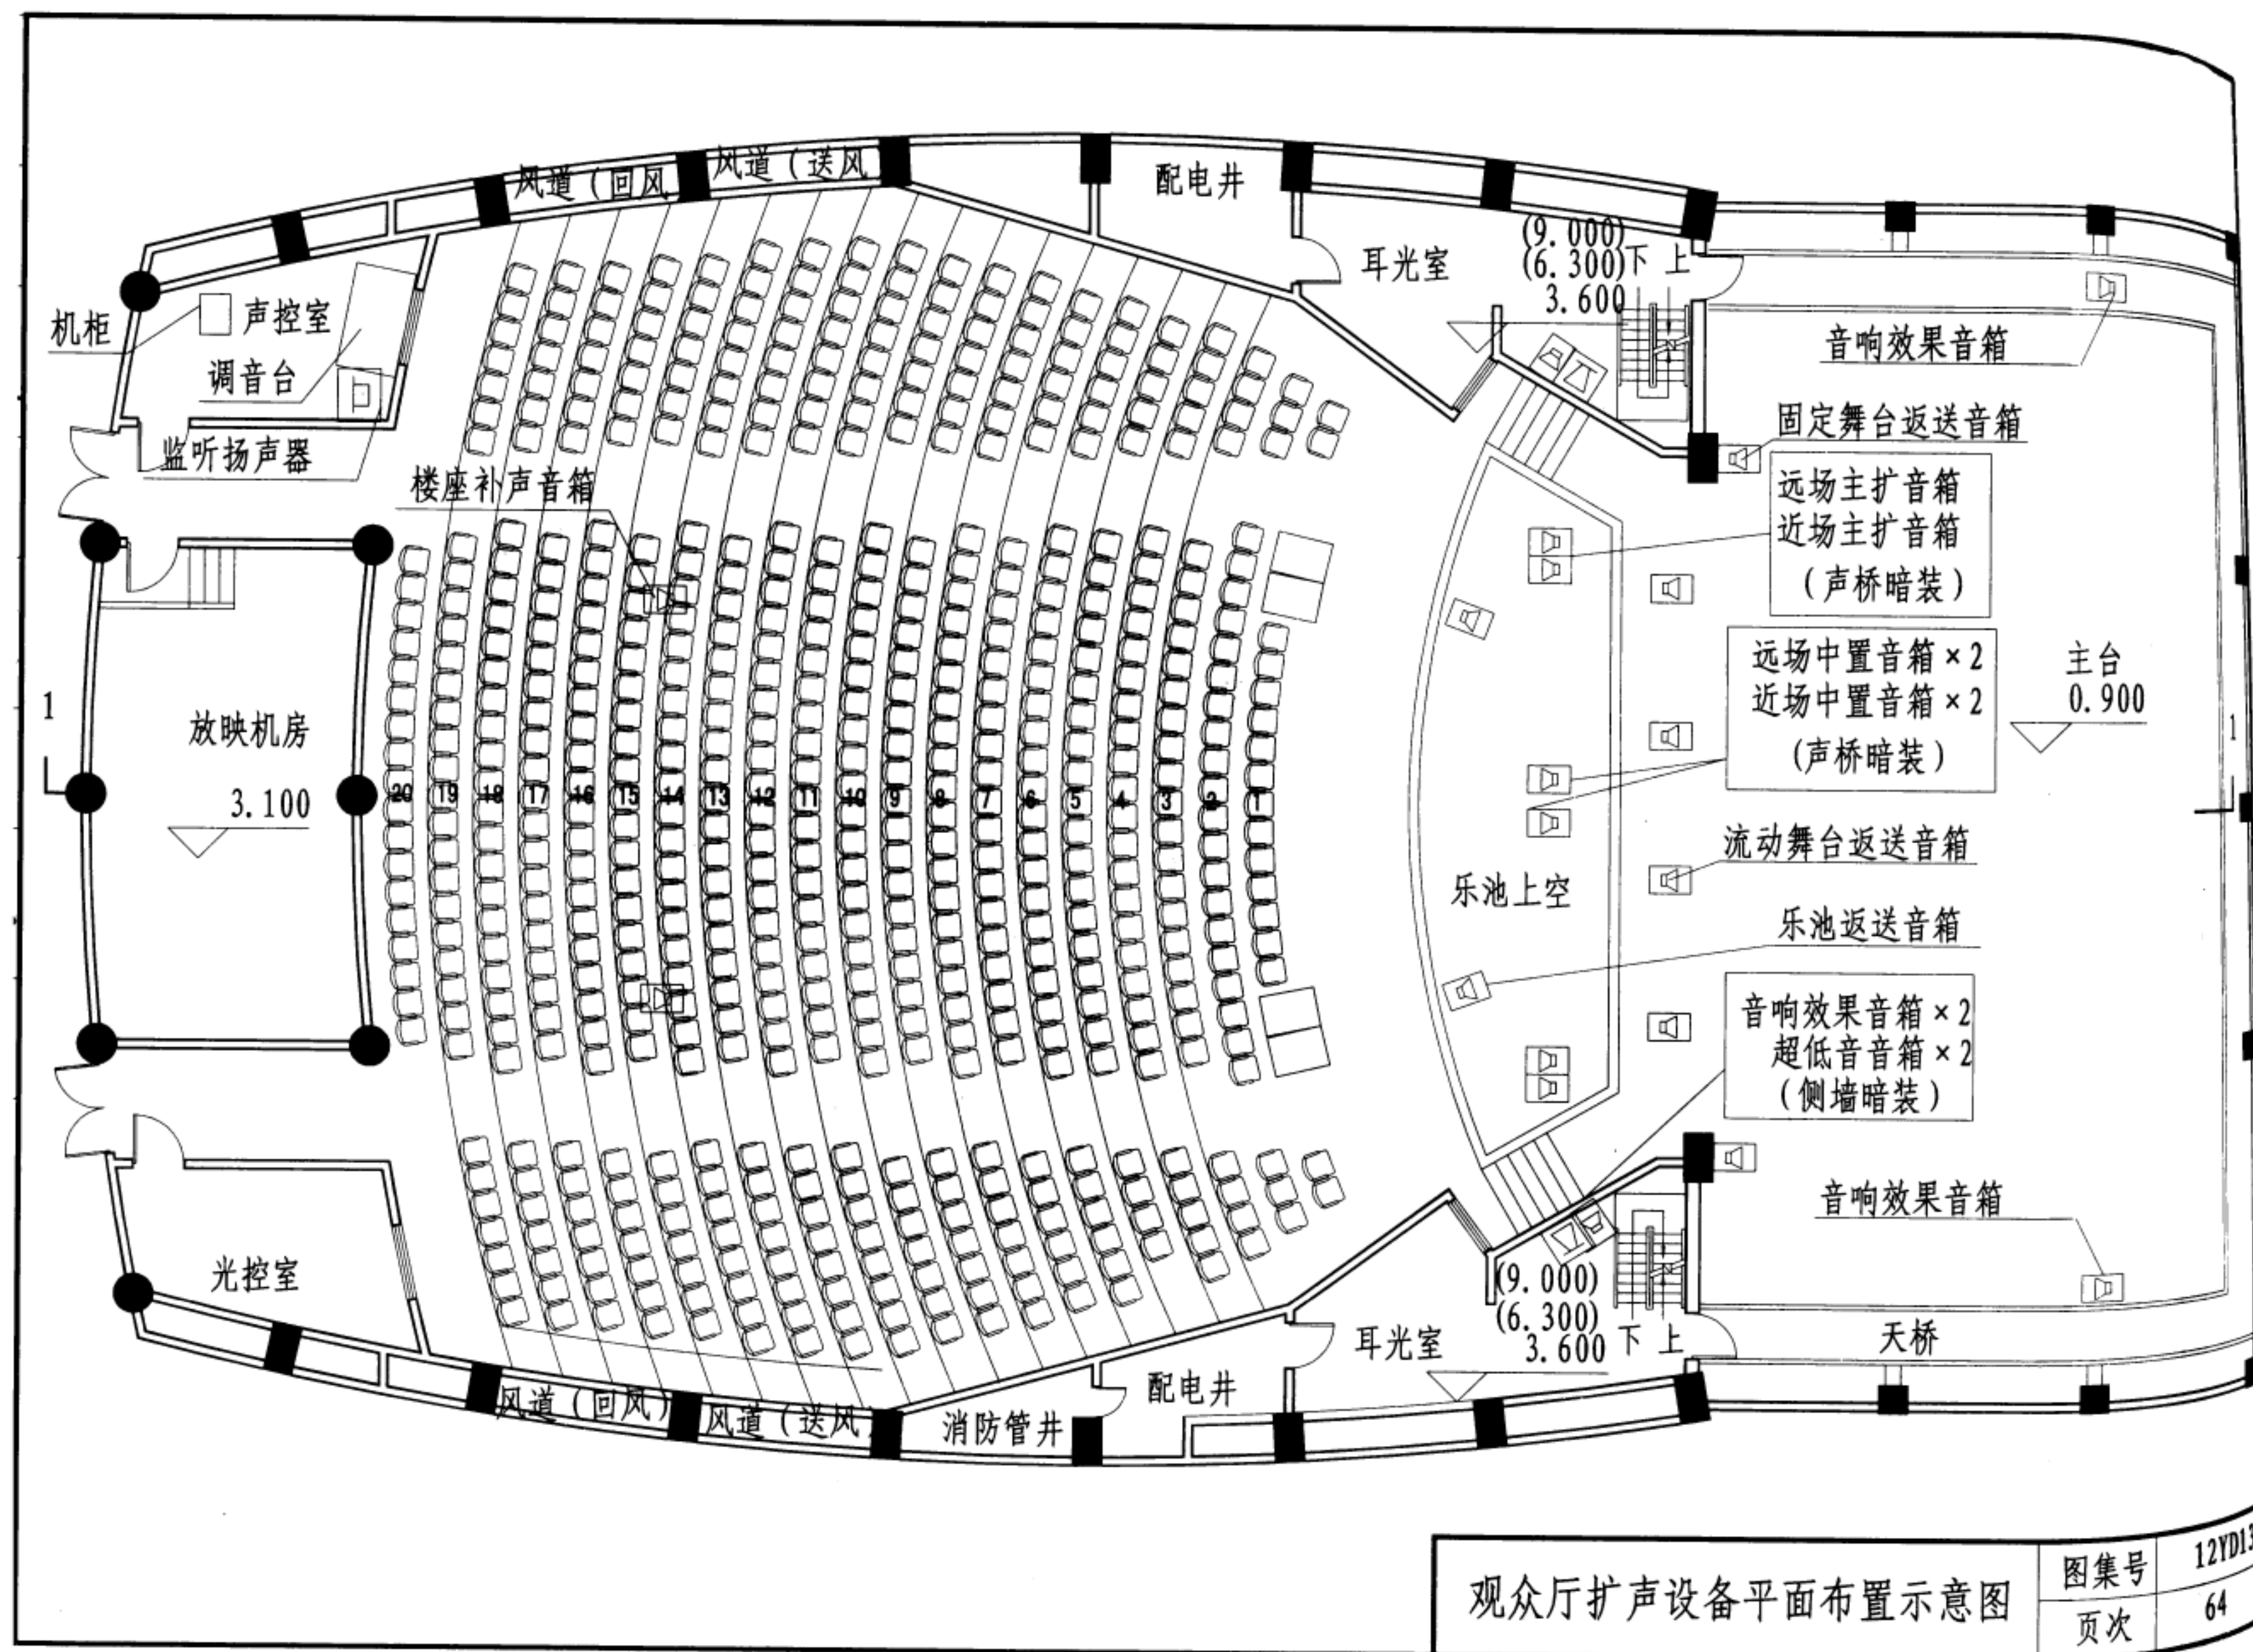 风道（回风
风道（送风
配电井
耳光室
(9.000)
(6.300)
下 上
3.600
机柜
声控室
调音台
监听扬声器
楼座补声音箱
音响效果音箱
固定舞台返送音箱
远场主扩音箱
近场主扩音箱
（声桥暗装）
远场中置音箱×2
近场中置音箱×2
(声桥暗装)
主台
0.900
1
1
放映机房
3.100
20 19 18 17 16 15 14 13 12 11 10 9 8 7 6 5 4 3 2 1
流动舞台返送音箱
乐池上空
乐池返送音箱
音响效果音箱×2
超低音音箱×2
（侧墙暗装）
音响效果音箱
光控室
(9.000)
(6.300)
3.600
下 上
耳光室
天桥
配电井
风道（回风）
风道（送风）
消防管井
观众厅扩声设备平面布置示意图
图集号
12YD13
页次
64